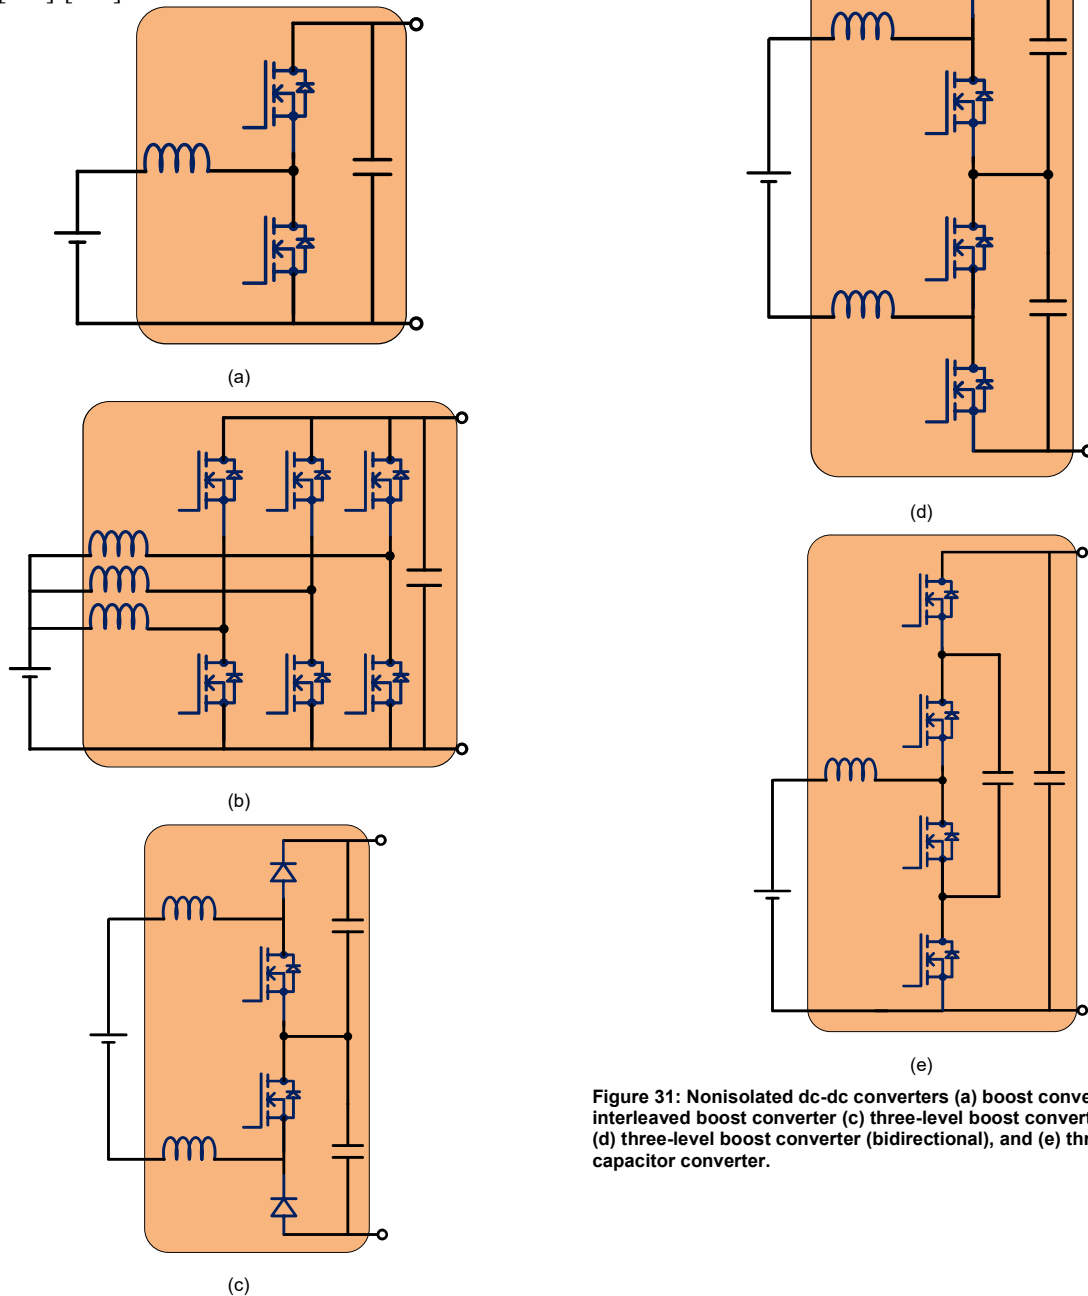 (a)
(b)
(c)
(d)
(e)
Figure 31: Nonisolated dc-dc converters (a) boost
interleaved boost converter (c) three-level boost
(d) three-level boost converter (bidirectional), and (e)
capacitor converter.